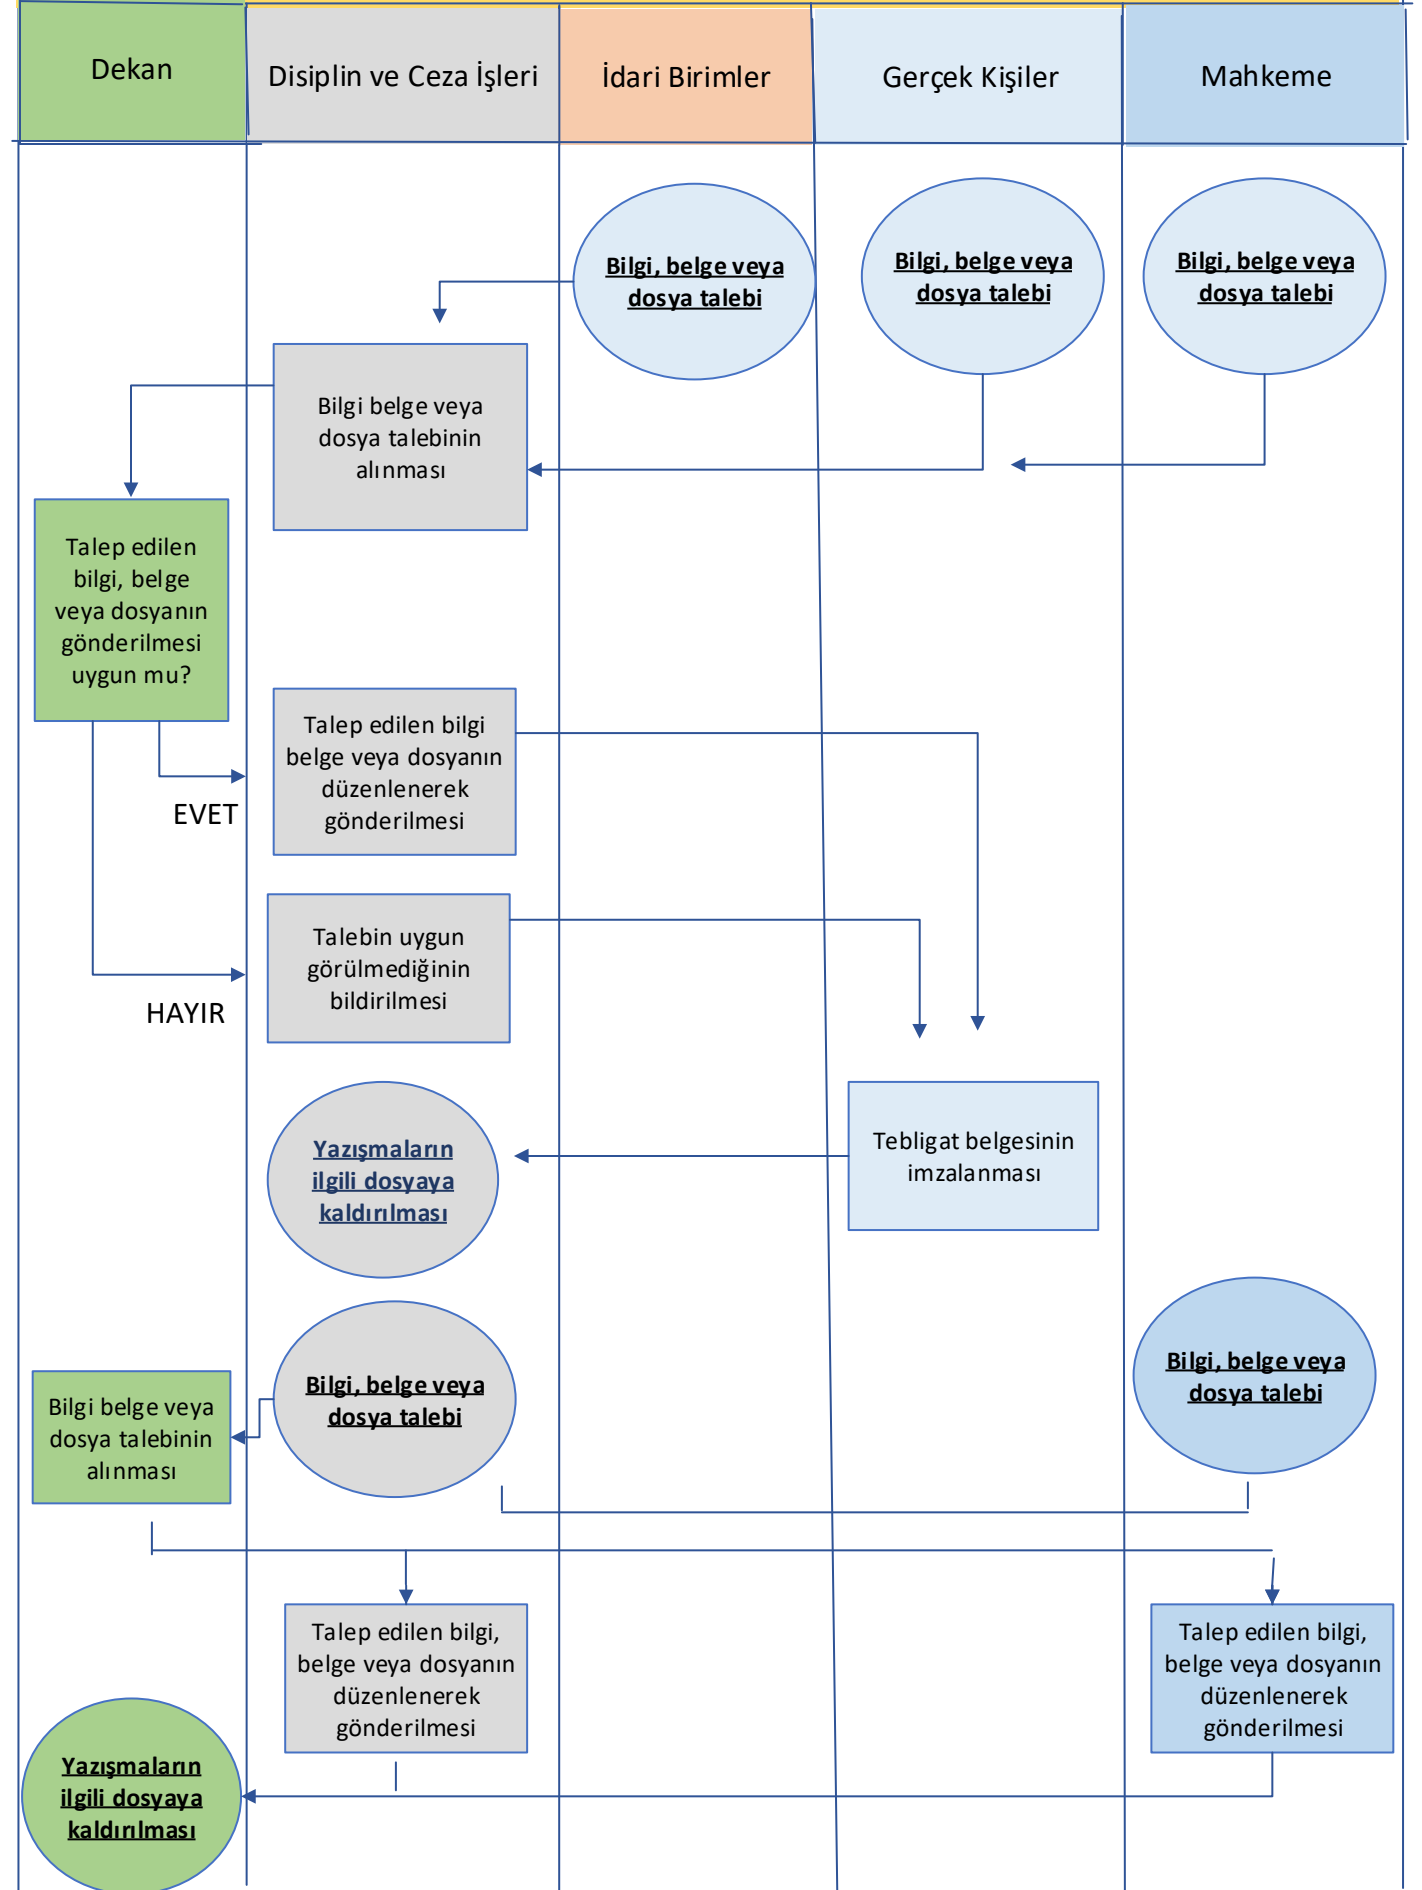 Dekan
Disiplin ve Ceza İşleri
İdari Birimler
Gerçek Kişiler
Mahkeme
Bilgi, belge veya
dosya talebi
Bilgi, belge veya
dosya talebi
Bilgi, belge veya
dosya talebi
Bilgi belge veya
dosya talebinin
alınması
Talep edilen
bilgi, belge
veya dosyanın
gönderilmesi
uygun mu?
Talep edilen bilgi
belge veya dosyanın
düzenlenerek
gönderilmesi
EVET
Talebin uygun
görülmediğinin
bildirilmesi
HAYIR
Tebligat belgesinin
imzalanması
Yazışmaların
ilgili dosyaya
kaldırılması
Bilgi, belge veya
dosya talebi
Bilgi, belge veya
dosya talebi
Bilgi belge veya
dosya talebinin
alınması
Talep edilen bilgi,
belge veya dosyanın
düzenlenerek
gönderilmesi
Talep edilen bilgi,
belge veya dosyanın
düzenlenerek
gönderilmesi
Yazışmaların
ilgili dosyaya
kaldırılması